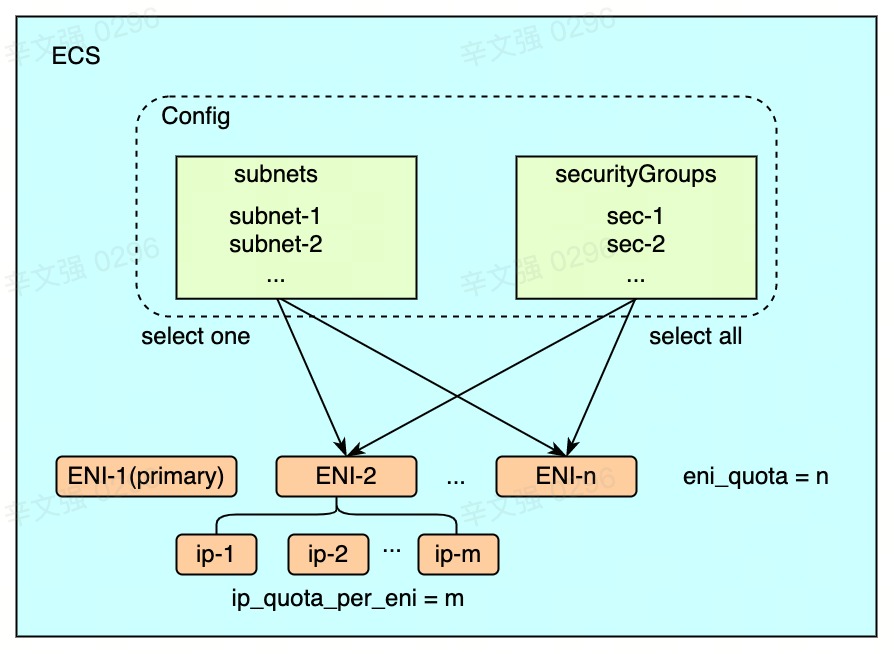 ECS
Config
subnets
subnet-1
subnet-2
...
securityGroups
sec-1
sec-2
...
select one
select all
ENI-1(primary)
ENI-2
...
ENI-n
eni_quota = n
ip-1
ip-2
...
ip-m
ip_quota_per_eni = m
辛文强 0296
辛文强 0296
辛文强 0296
辛文强 0296
辛文强 0296
辛文强 0296